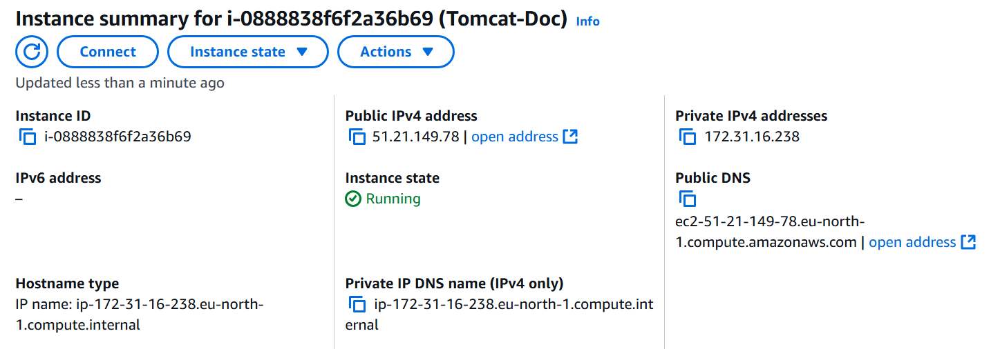 Instance summary for i-0888838f6f2a36b69 (Tomcat-Doc) Info
Connect
Instance state
Actions
Updated less than a minute ago
Instance ID
i-0888838f6f2a36b69
Public IPv4 address
51.21.149.78 | open address
Private IPv4 addresses
172.31.16.238
IPv6 address
–
Instance state
Running
Public DNS
ec2-51-21-149-78.eu-north-
1.compute.amazonaws.com | open address
Hostname type
IP name: ip-172-31-16-238.eu-north-
1.compute.internal
Private IP DNS name (IPv4 only)
ip-172-31-16-238.eu-north-1.compute.int
ernal